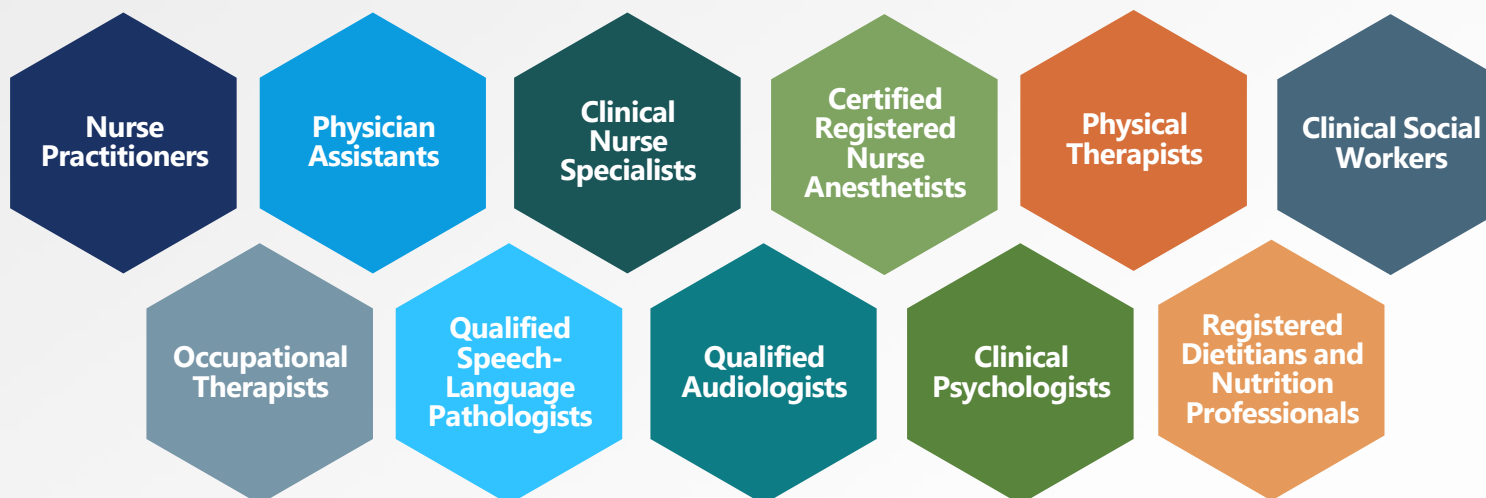 Nurse
Practitioners
Physician
Assistants
Clinical
Nurse
Specialists
Certified
Registered
Nurse
Anesthetists
Physical
Therapists
Clinical Social
Workers
Occupational
Therapists
Qualified
Speech-
Language
Pathologists
Qualified
Audiologists
Clinical
Psychologists
Registered
Dietitians and
Nutrition
Professionals